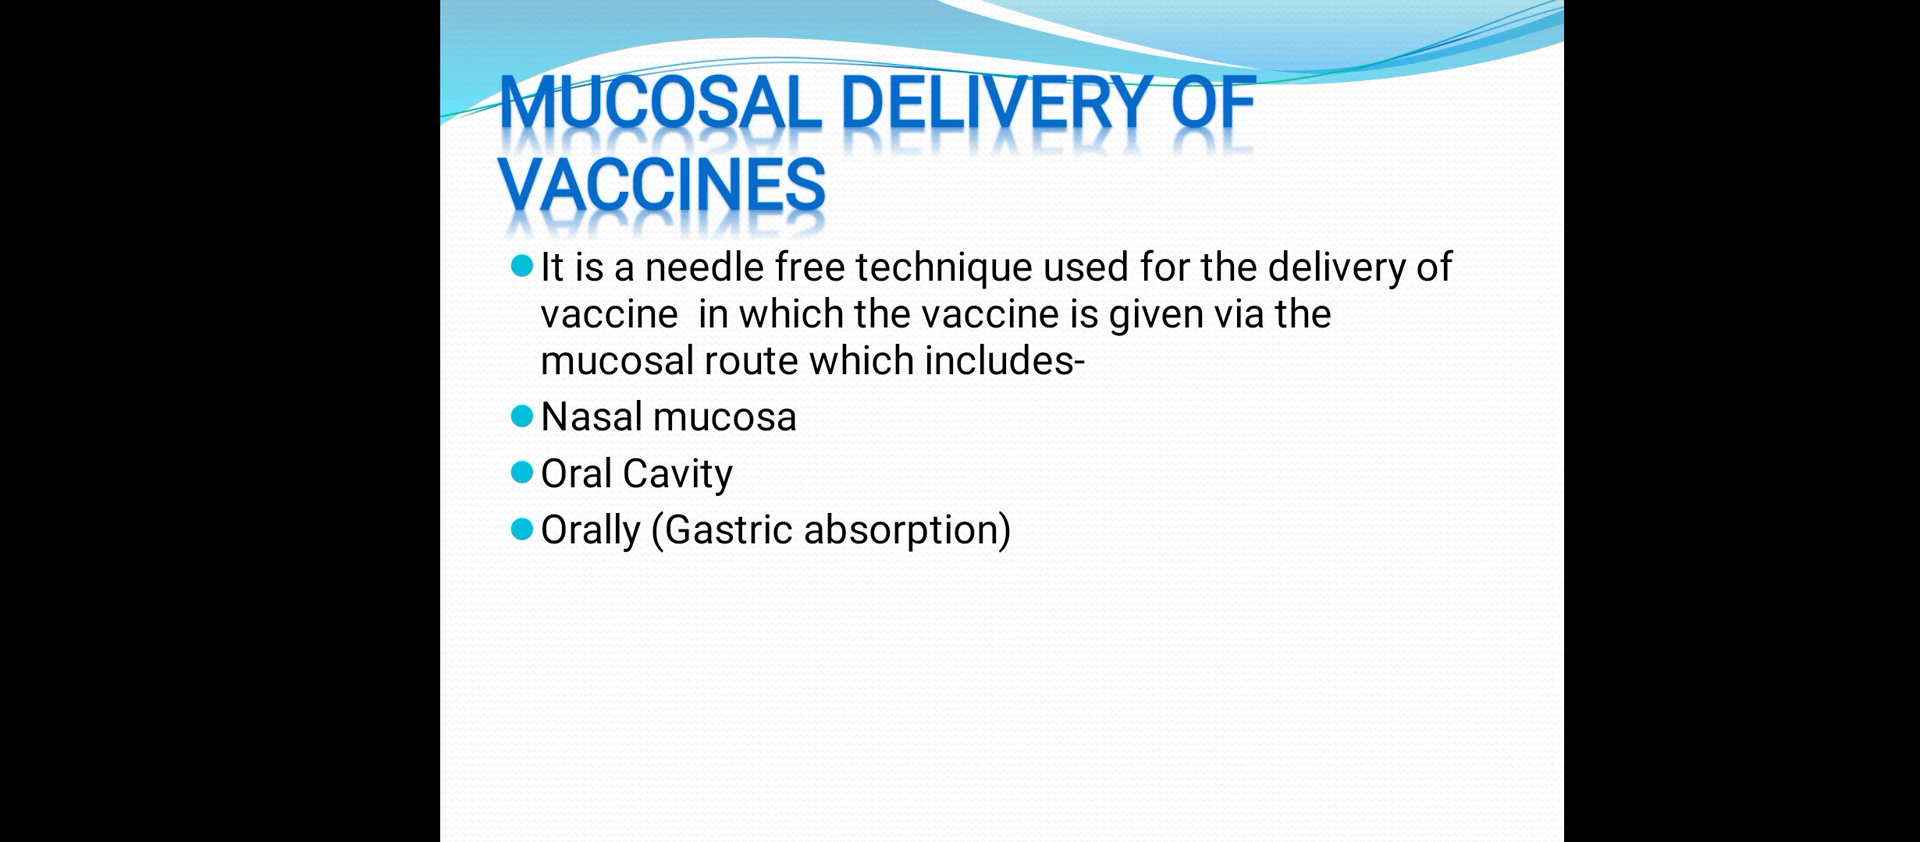 MUCOSAL DELIVERY OF
VACCINES
It is a needle free technique used for the delivery of
vaccine  in which the vaccine is given via the
mucosal route which includes-
Nasal mucosa
Oral Cavity
Orally (Gastric absorption)